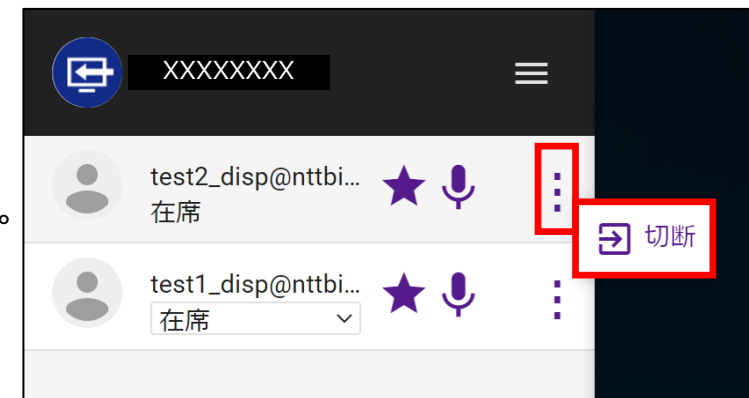 XXXXXXXX
test2_disp@nttbi...
在席
。
切断
test1_disp@nttbi...
在席